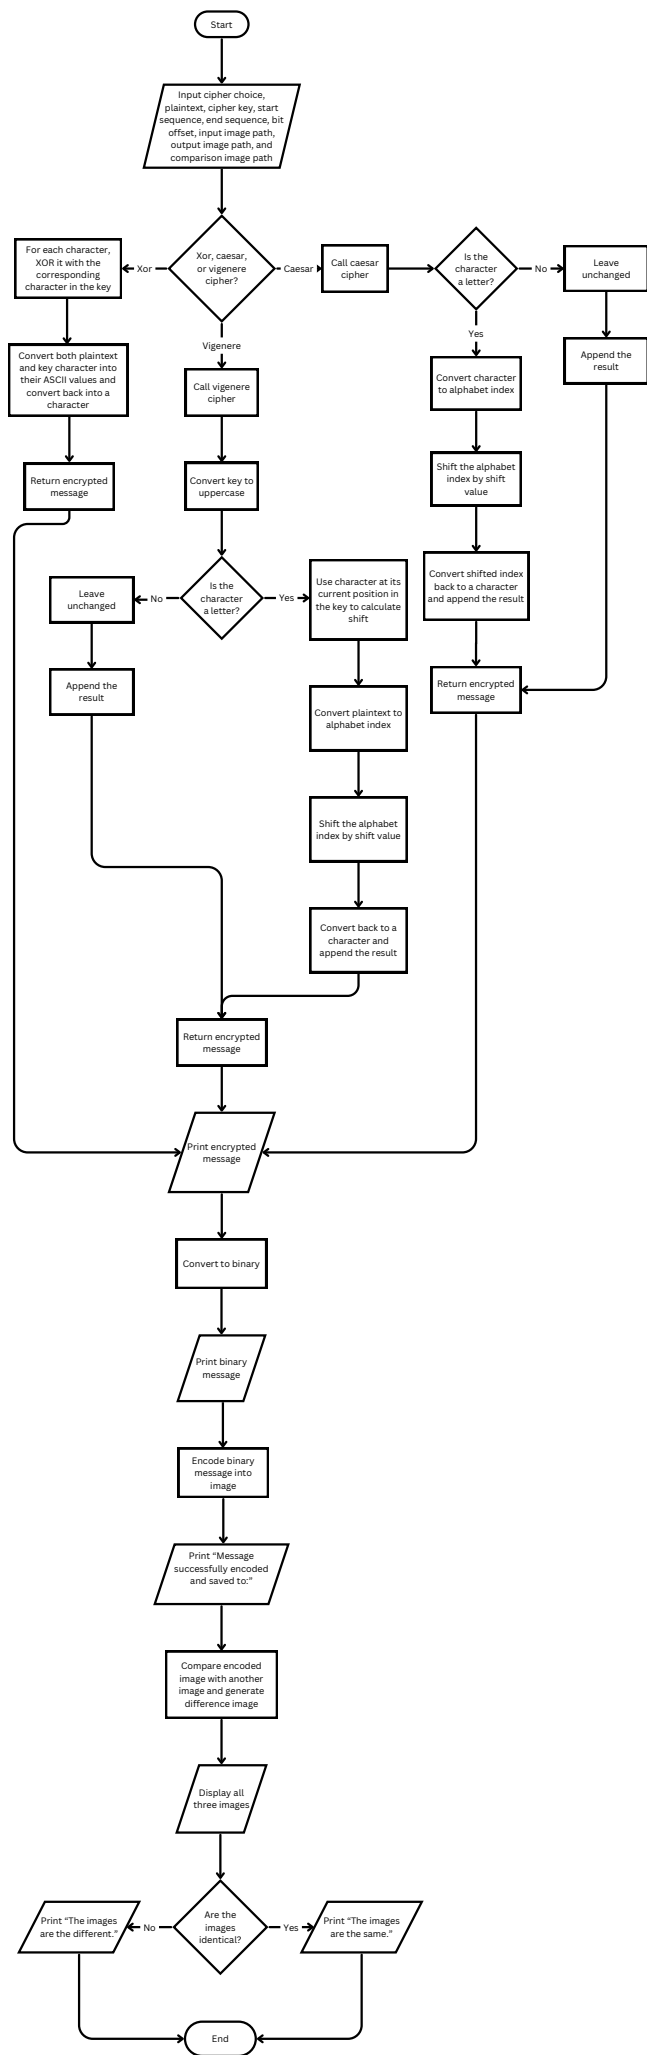 Start
Input cipher choice,
plaintext, cipher key, start
sequence, end sequence, bit
offset, input image path,
output image path, and
comparison image path
For each character,
XOR it with the
corresponding
character in the key
Xor
Xor, caesar,
or vigenere
cipher?
Caesar
Call caesar
cipher
Is the
character
a letter?
No
Leave
unchanged
Yes
Append the
result
Vigenere
Convert both plaintext
and key character into
their ASCII values and
convert back into a
character
Call vigenere
cipher
Convert character
to alphabet index
Return encrypted
message
Convert key to
uppercase
Shift the alphabet
index by shift
value
Leave
unchanged
No
Is the
character
a letter?
Yes
Use character at its
current position in
the key to calculate
shift
Convert shifted index
back to a character
and append the result
Append the
result
Convert plaintext to
alphabet index
Return encrypted
message
Shift the alphabet
index by shift value
Convert back to a
character and
append the result
Return encrypted
message
Print encrypted
message
Convert to binary
Print binary
message
Encode binary
message into
image
Print “Message
successfully encoded
and saved to:”
Compare encoded
image with another
image and generate
difference image
Display all
three images
Print “The images
are the different.”
No
Are the
images
identical?
Yes
Print “The images
are the same.”
End